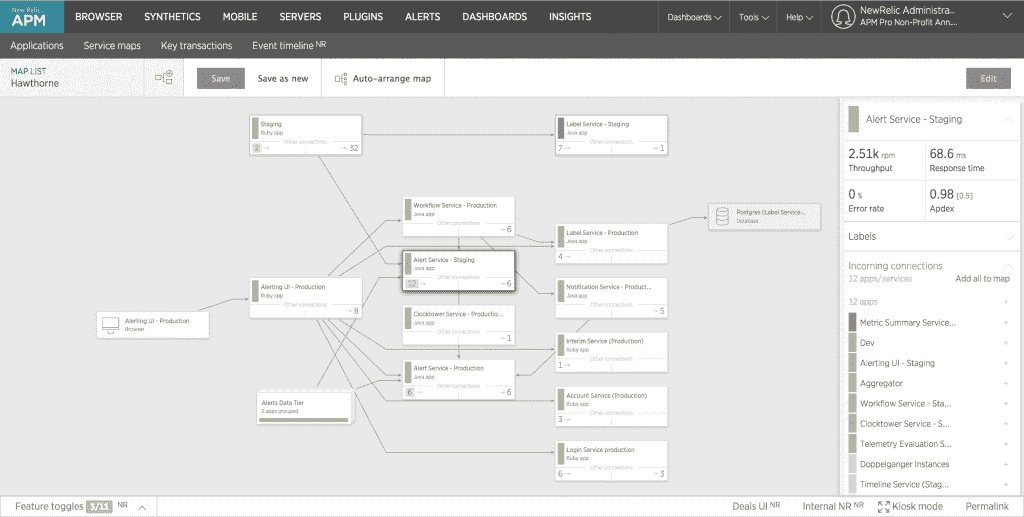 New Relic.
APM
BROWSER SYNTHETICS MOBILE SERVERS PLUGINS ALERTS DASHBOARDS INSIGHTS
Dashboards Tools Help
NewRelic Administra...
APM Pro Non-Profit Ann....
Applications Service maps Key transactions Event timeline NR
MAP LIST
Hawthorne
Save Save as new Auto-arrange map Edit
Staging
Ruby app
Other connections
2 32
Label Service - Staging
Java app
Other connections
7 1
Workflow Service - Production
Java app
Other connections
6
Label Service - Production
Java app
Other connections
4
Postgres (Label Service...
Database
Alert Service - Staging
Java app
Other connections
12 6
Alerting UI - Production
Ruby app
Other connections
8
Notification Service - Product...
Java app
Other connections
5
Alerting UI - Production
Browser
Clocktower Service - Productio...
Java app
Other connections
1
Interim Service (Production)
Ruby app
Other connections
1
Alert Service - Production
Java app
Other connections
6 6
Alerts Data Tier
2 apps grouped
Account Service (Production)
Ruby app
Other connections
3
Login Service production
Ruby app
Other connections
6 3
Alert Service - Staging
2.51k rpm
Throughput
68.6 ms
Response time
0 %
Error rate
0.98 [0.5]
Apdex
Labels
Incoming connections
12 apps/services Add all to map
12 apps +
Metric Summary Service... +
Dev +
Alerting UI - Staging +
Aggregator +
Workflow Service - Sta... +
Clocktower Service - S... +
Telemetry Evaluation S... +
Doppelganger Instances +
Timeline Service (Stag... +
Feature toggles 3/11 NR
Deals UI NR Internal NR NR Kiosk mode Permalink